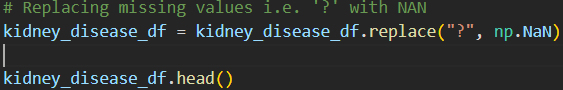 # Replacing missing values i.e. '?' with NAN
kidney_disease_df = kidney_disease_df.replace("?", np.NaN)
kidney_disease_df.head()